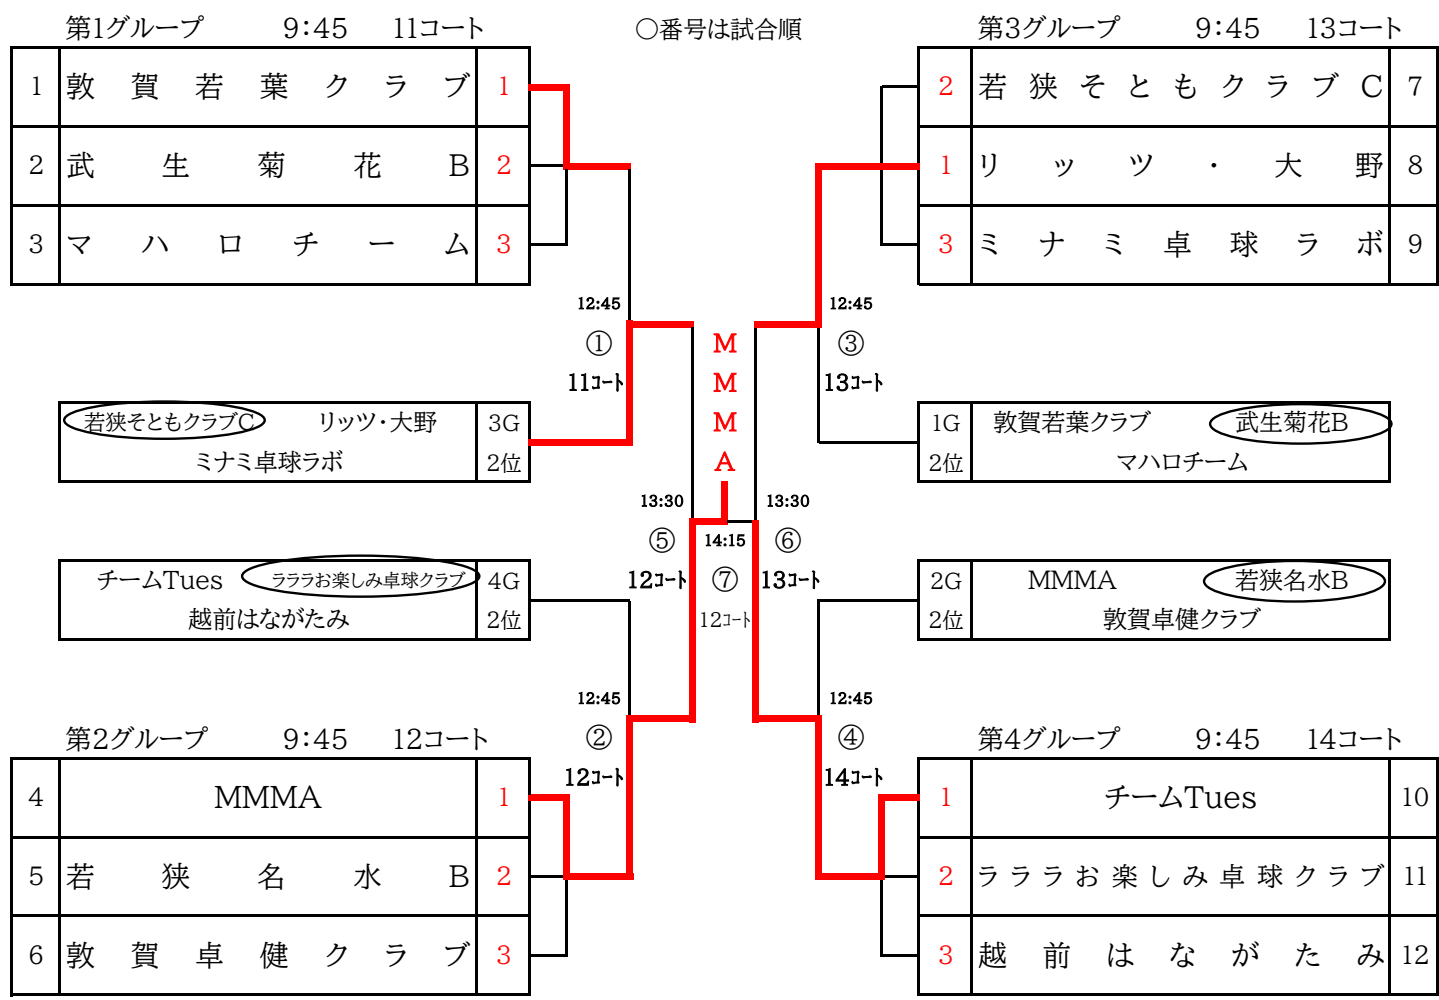 第1グループ 9:45 11コート
1 敦賀若葉クラブ 1
2 武生菊花B 2
3 マハロチーム 3
○番号は試合順
第3グループ 9:45 13コート
2 若狭そともクラブC 7
1 リッツ・大野 8
3 ミナミ卓球ラボ 9
12:45
①
11コート
12:45
③
13コート
MMMA
若狭そともクラブC リッツ・大野 3G
ミナミ卓球ラボ 2位
1G 敦賀若葉クラブ 武生菊花B
2位 マハロチーム
13:30
⑤
12コート
14:15
⑦
12コート
13:30
⑥
13コート
チームTues ラララお楽しみ卓球クラブ 4G
越前はながたみ 2位
2G MMMA 若狭名水B
2位 敦賀卓健クラブ
12:45
②
12コート
12:45
④
14コート
第2グループ 9:45 12コート
4 MMMA 1
5 若狭名水B 2
6 敦賀卓健クラブ 3
第4グループ 9:45 14コート
1 チームTues 10
2 ラララお楽しみ卓球クラブ 11
3 越前はながたみ 12